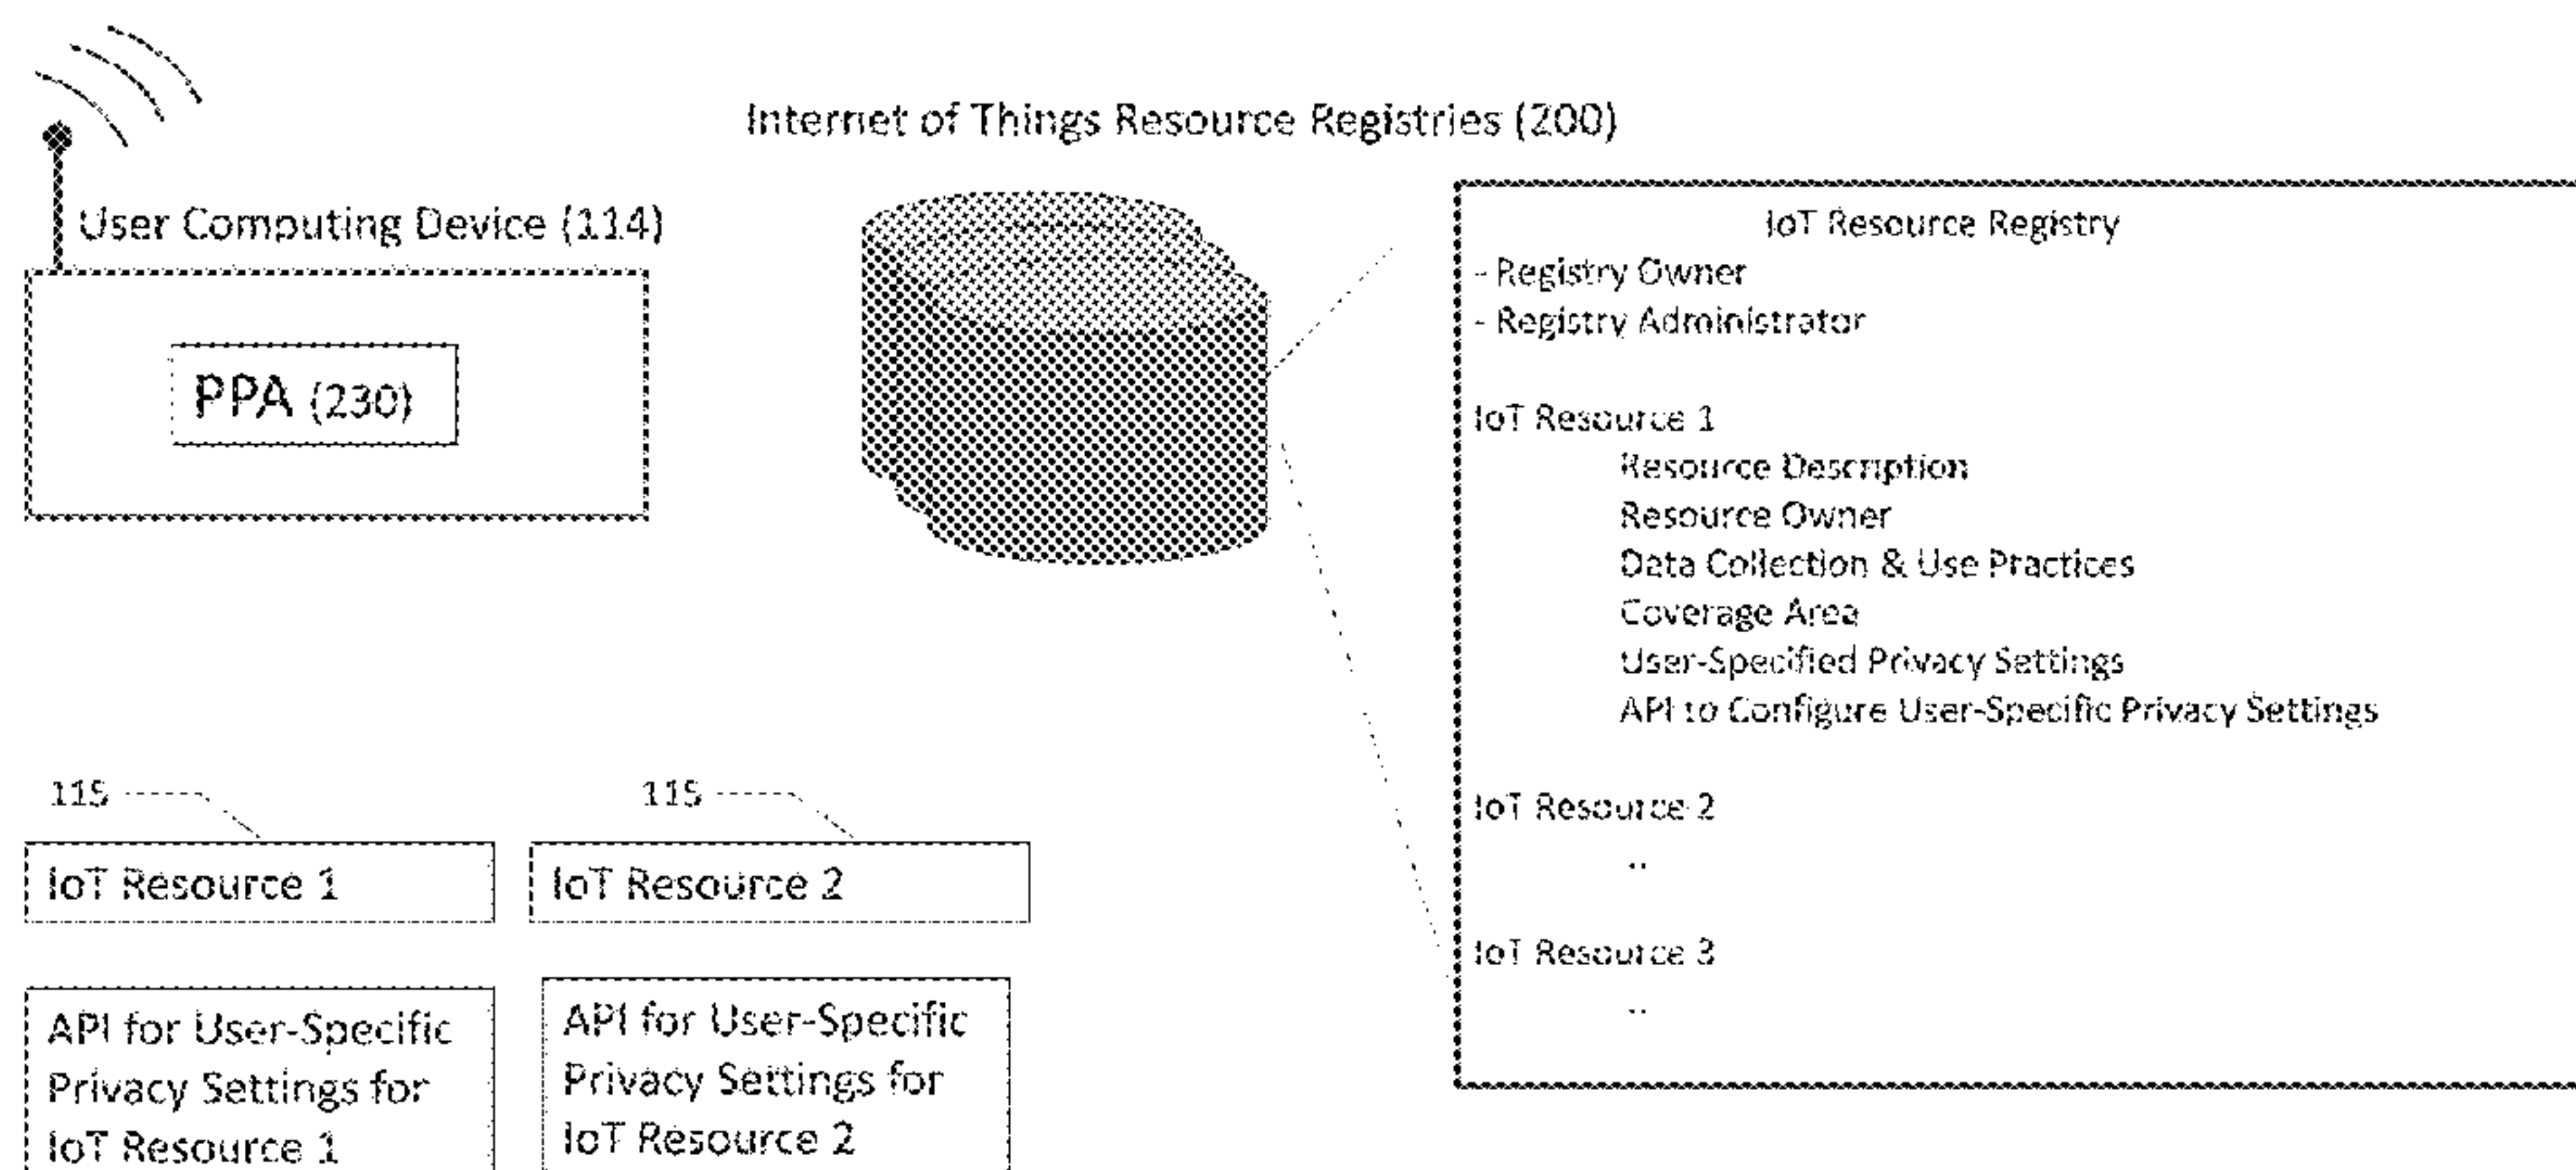 Internet of Things Resource Registries (200)
User Computing Device (114)
PPA (230)
IoT Resource Registry
- Registry Owner
- Registry Administrator
IoT Resource 1
Resource Description
Resource Owner
Data Collection & Use Practices
Coverage Area
User-Specified Privacy Settings
API to Configure User-Specific Privacy Settings
IoT Resource 2
..
IoT Resource 3
..
115
115
IoT Resource 1
IoT Resource 2
API for User-Specific
Privacy Settings for
IoT Resource 1
API for User-Specific
Privacy Settings for
IoT Resource 2